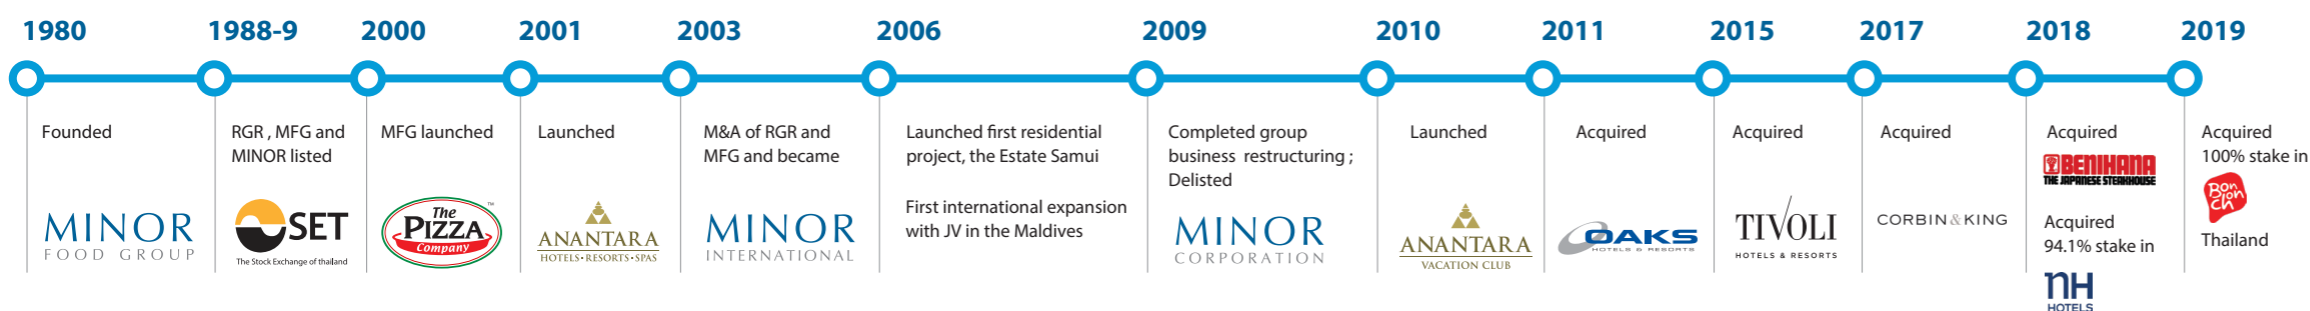 1980
Founded
MINOR
FOOD GROUP
1988-9
RGR , MFG and
MINOR listed
SET
The Stock Exchange of thailand
2000
MFG launched
The
PIZZA
Company
™
2001
Launched
ANANTARA
HOTELS•RESORTS•SPAS
2003
M&A of RGR and
MFG and became
MINOR
INTERNATIONAL
2006
Launched first residential
project, the Estate Samui
First international expansion
with JV in the Maldives
2009
Completed group
business restructuring ;
Delisted
MINOR
CORPORATION
2010
Launched
ANANTARA
VACATION CLUB
2011
Acquired
OAKS
HOTELS & RESORTS
2015
Acquired
TIVOLI
HOTELS & RESORTS
2017
Acquired
CORBIN&KING
2018
Acquired
BENIHANA
THE JAPANESE STEAKHOUSE
Acquired
94.1% stake in
nH
HOTELS
2019
Acquired
100% stake in
Bon
chon
Thailand